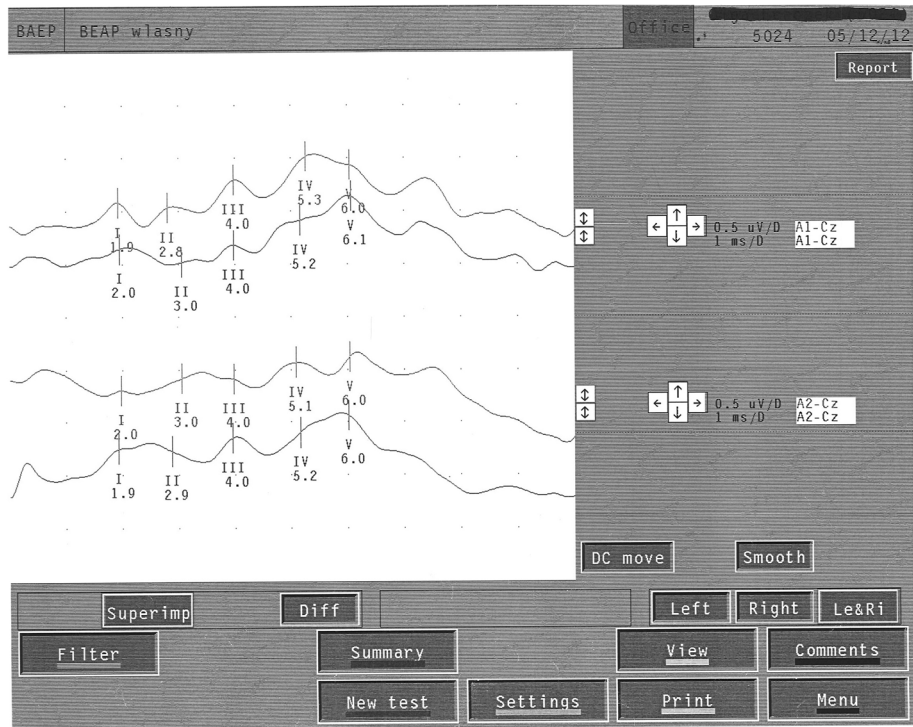 BAEP BEAP wlasny Office
5024 05/12/12
Report
IV
5.3
V
6.0
III
4.0
I
1.9
II
2.8
V
6.1
IV
5.2
III
4.0
I
2.0
II
3.0
0.5 uV/D A1-Cz
1 ms/D A1-Cz
IV
5.1
V
6.0
II
3.0
III
4.0
I
2.0
0.5 uV/D A2-Cz
1 ms/D A2-Cz
V
6.0
IV
5.2
III
4.0
I
1.9
II
2.9
DC move Smooth
Superimp Diff Left Right Le&Ri
Filter Summary View Comments
New test Settings Print Menu